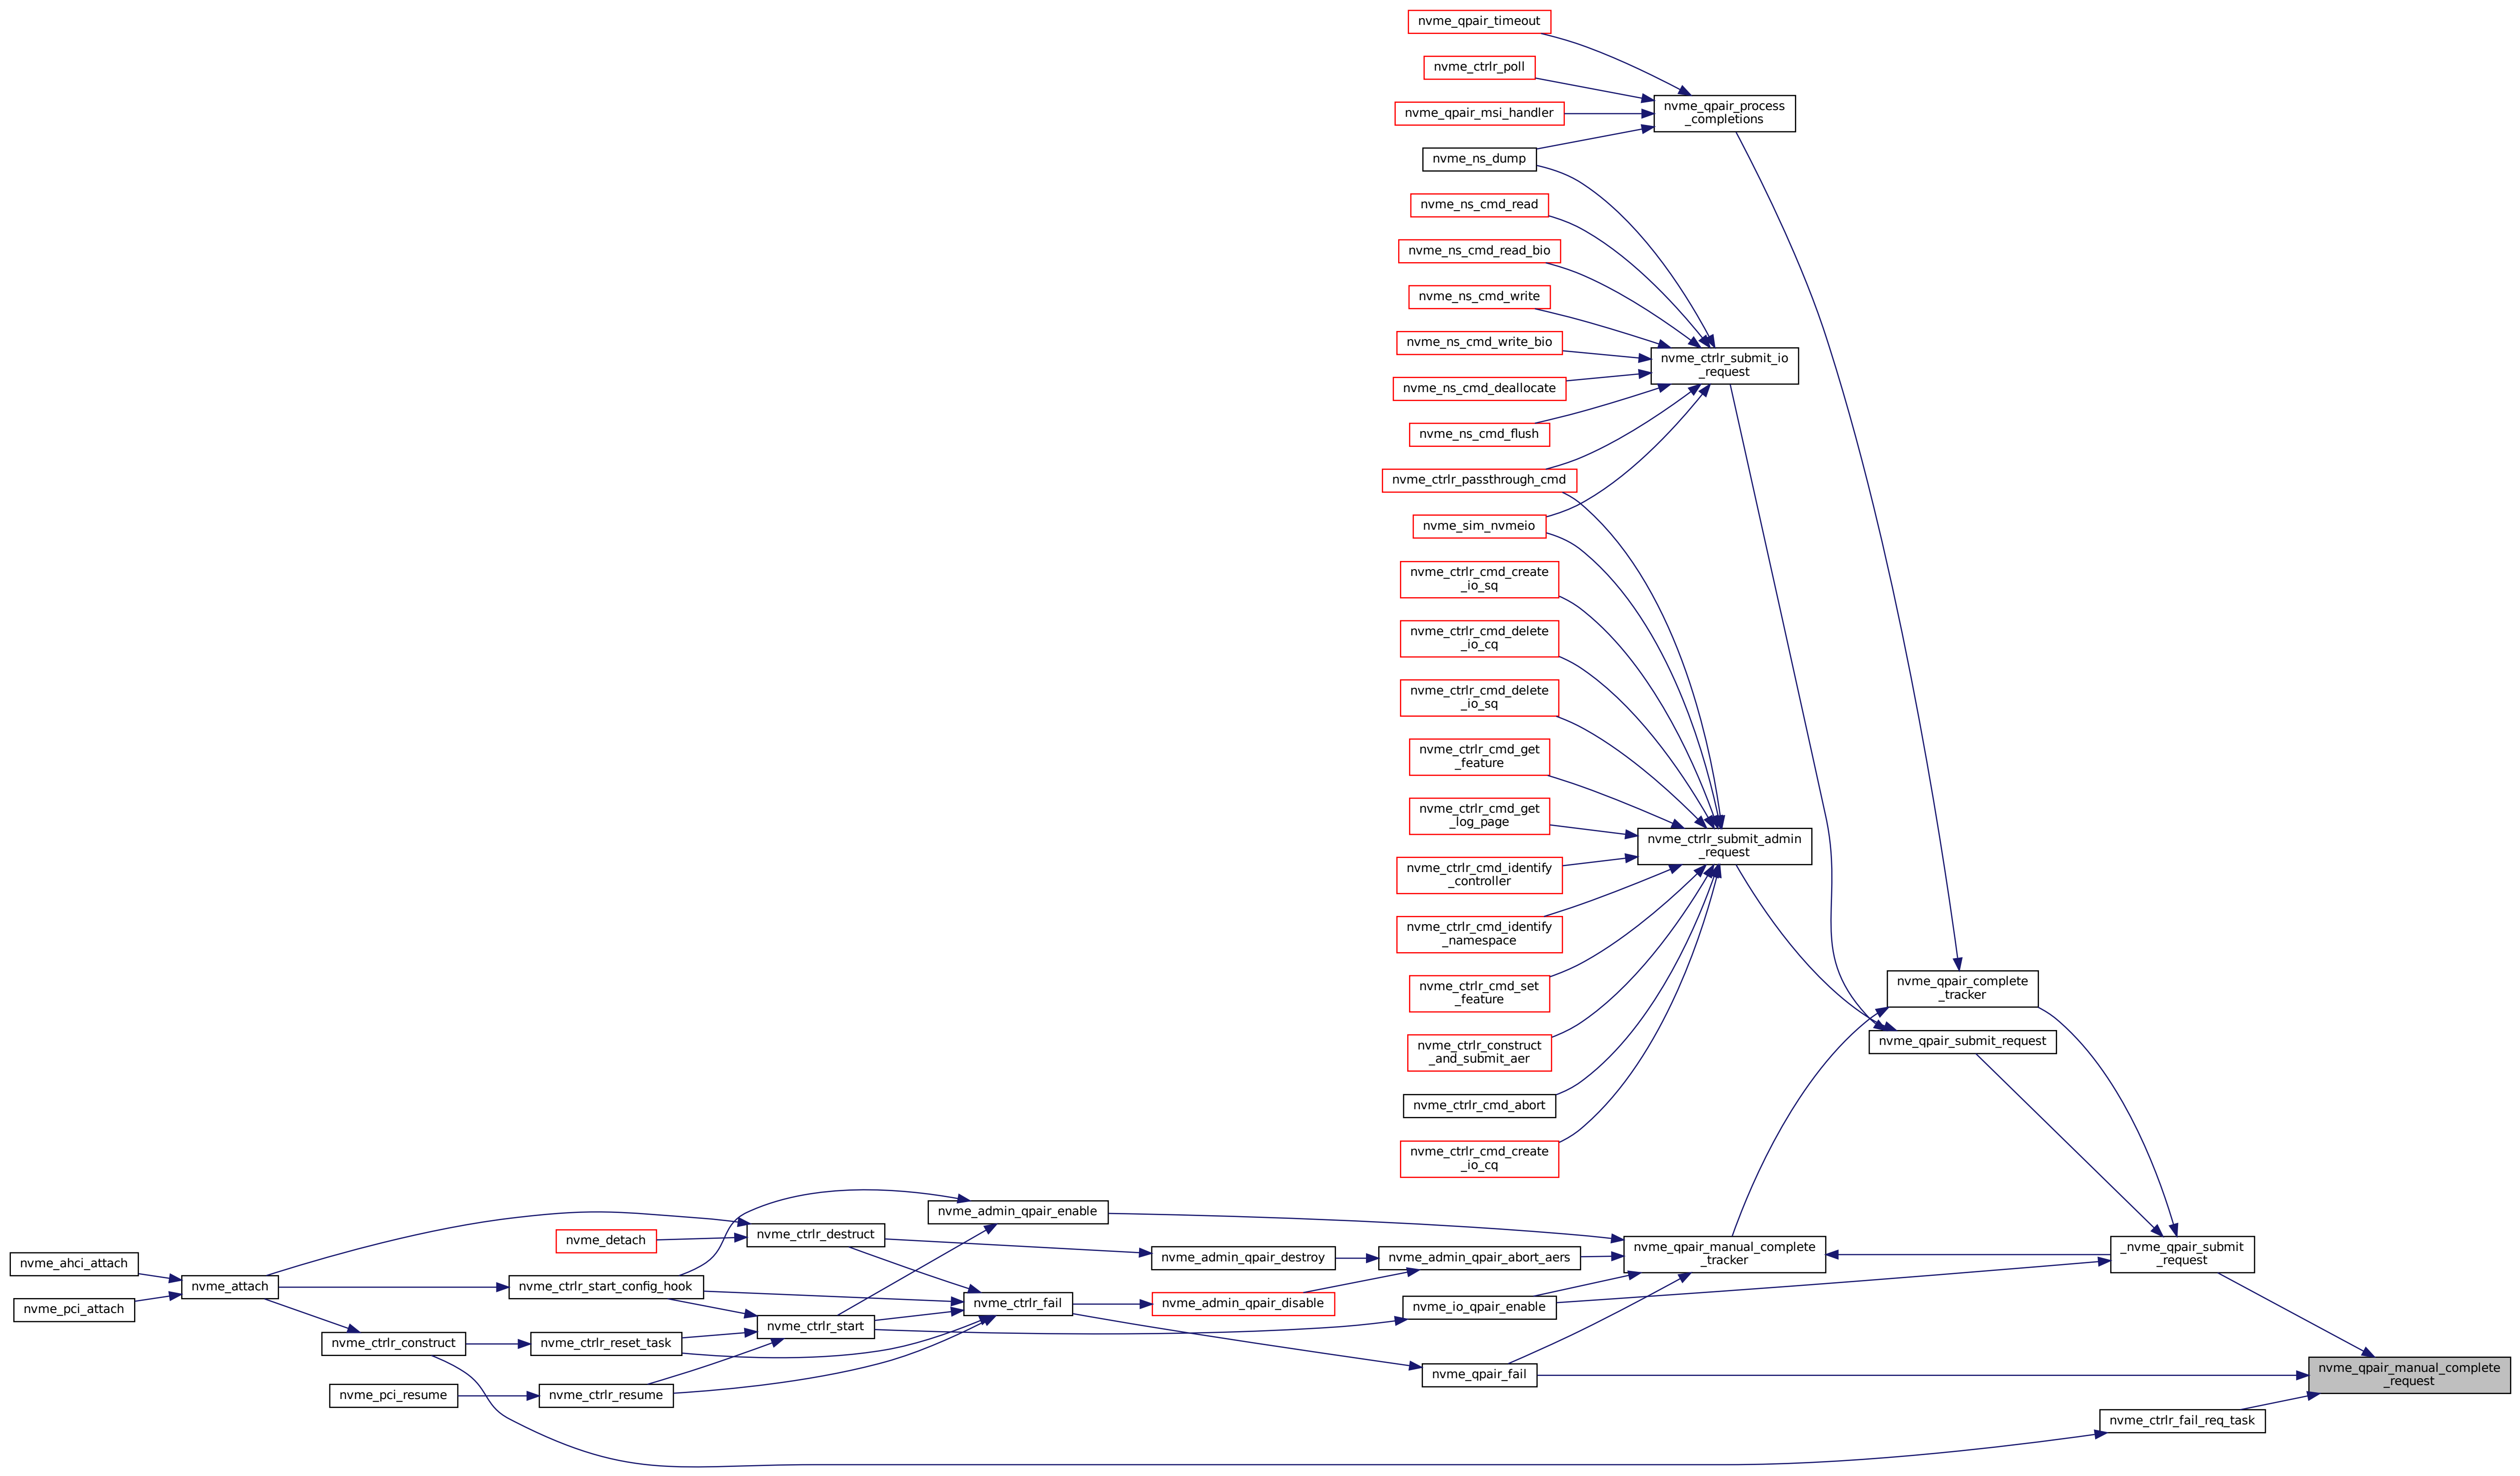 nvme_qpair_timeout
nvme_ctrlr_poll
nvme_qpair_msi_handler
nvme_ns_dump
nvme_qpair_process
_completions
nvme_ns_cmd_read
nvme_ns_cmd_read_bio
nvme_ns_cmd_write
nvme_ns_cmd_write_bio
nvme_ns_cmd_deallocate
nvme_ns_cmd_flush
nvme_ctrlr_submit_io
_request
nvme_ctrlr_passthrough_cmd
nvme_sim_nvmeio
nvme_ctrlr_cmd_create
_io_sq
nvme_ctrlr_cmd_delete
_io_cq
nvme_ctrlr_cmd_delete
_io_sq
nvme_ctrlr_cmd_get
_feature
nvme_ctrlr_cmd_get
_log_page
nvme_ctrlr_submit_admin
_request
nvme_ctrlr_cmd_identify
_controller
nvme_ctrlr_cmd_identify
_namespace
nvme_ctrlr_cmd_set
_feature
nvme_qpair_complete
_tracker
nvme_ctrlr_construct
_and_submit_aer
nvme_qpair_submit_request
nvme_ctrlr_cmd_abort
nvme_ctrlr_cmd_create
_io_cq
nvme_admin_qpair_enable
nvme_ctrlr_destruct
nvme_detach
nvme_admin_qpair_destroy
nvme_admin_qpair_abort_aers
nvme_qpair_manual_complete
_tracker
_nvme_qpair_submit
_request
nvme_ahci_attach
nvme_attach
nvme_ctrlr_start_config_hook
nvme_pci_attach
nvme_ctrlr_fail
nvme_admin_qpair_disable
nvme_io_qpair_enable
nvme_ctrlr_start
nvme_ctrlr_construct
nvme_ctrlr_reset_task
nvme_qpair_fail
nvme_qpair_manual_complete
_request
nvme_pci_resume
nvme_ctrlr_resume
nvme_ctrlr_fail_req_task